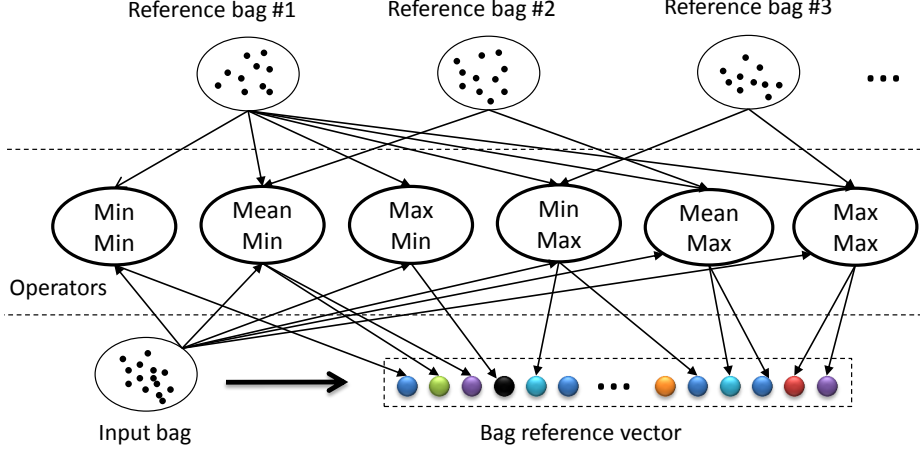 Reference bag #1
Reference bag #2
Reference bag #3
...
Min
Min
Mean
Min
Max
Min
Min
Max
Mean
Max
Max
Max
Operators
...
Input bag
Bag reference vector